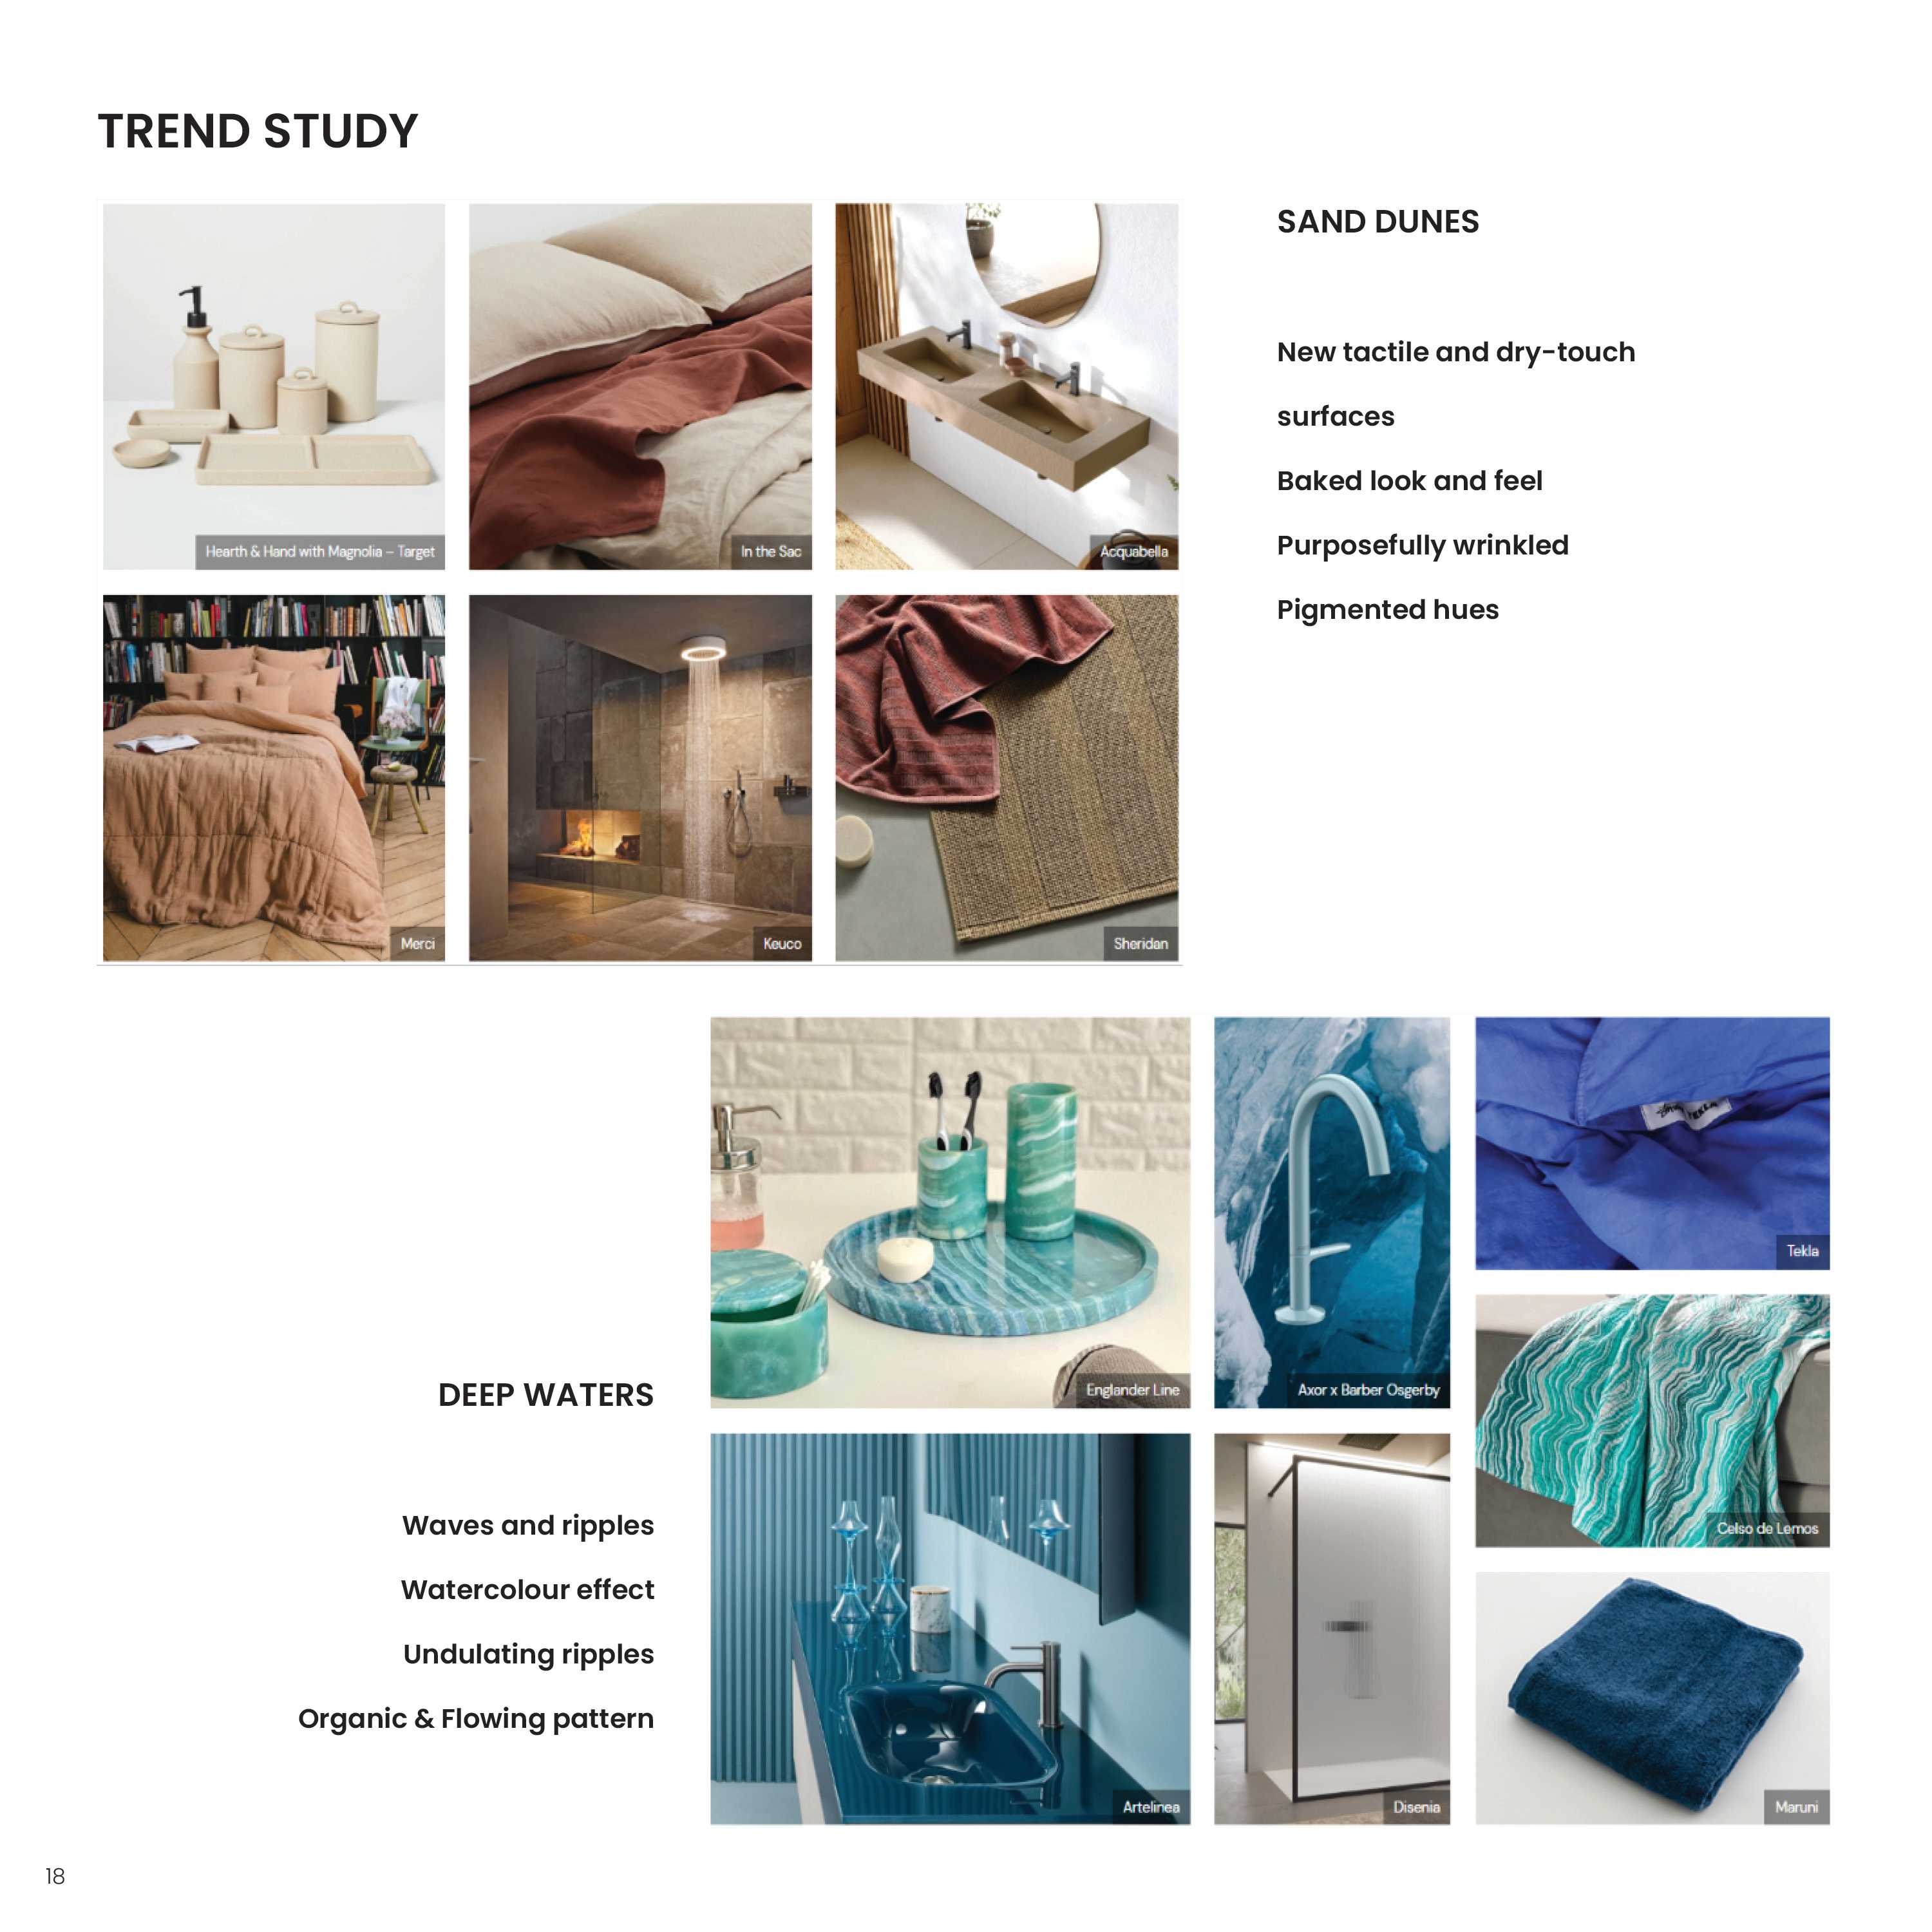 TREND STUDY
Hearth & Hand with Magnolia – Target
In the Sac
Acquabella
Merci
Keuco
Sheridan
SAND DUNES
New tactile and dry-touch
surfaces
Baked look and feel
Purposefully wrinkled
Pigmented hues
DEEP WATERS
Waves and ripples
Watercolour effect
Undulating ripples
Organic & Flowing pattern
Englander Line
Axor x Barber Osgerby
TEKLA
Tekla
Celso de Lemos
Artelinea
Disenia
Maruni
18